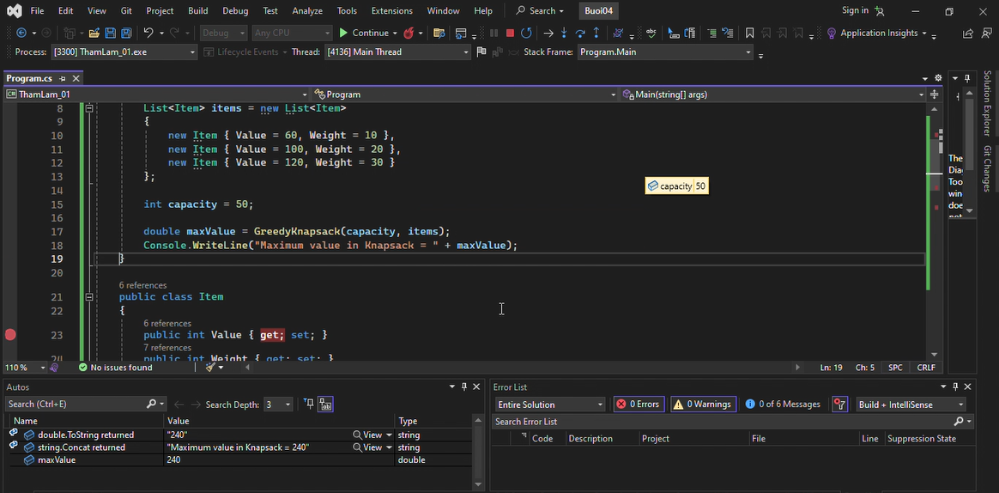 File Edit View Git Project Build Debug Test Analyze Tools Extensions Window Help Search Buoi04 Sign in
Debug Any CPU Continue Application Insights
Process: [3300] ThamLam_01.exe Lifecycle Events Thread: [4136] Main Thread Stack Frame: Program.Main
Program.cs
ThamLam_01 Program Main(string[] args)
8 List<Item> items = new List<Item>
9 {
10 new Item { Value = 60, Weight = 10 },
11 new Item { Value = 100, Weight = 20 },
12 new Item { Value = 120, Weight = 30 }
13 };
14
capacity 50
15 int capacity = 50;
16
17 double maxValue = GreedyKnapsack(capacity, items);
18 Console.WriteLine("Maximum value in Knapsack = " + maxValue);
19 }
20
6 references
21 public class Item
22 {
6 references
23 public int Value { get; set; }
7 references
24 public int Weight { get; set; }
110% No issues found Ln: 19 Ch: 5 SPC CRLF
The
Dia
Too
win
doe
not
Solution Explorer
Git Changes
Autos
Search (Ctrl+E) Search Depth: 3
Name Value Type
double.ToString returned "240" View string
string.Concat returned "Maximum value in Knapsack = 240" View string
maxValue 240 double
Error List
Entire Solution 0 Errors 0 Warnings 0 of 6 Messages Build + IntelliSense
Search Error List
Code Description Project File Line Suppression State